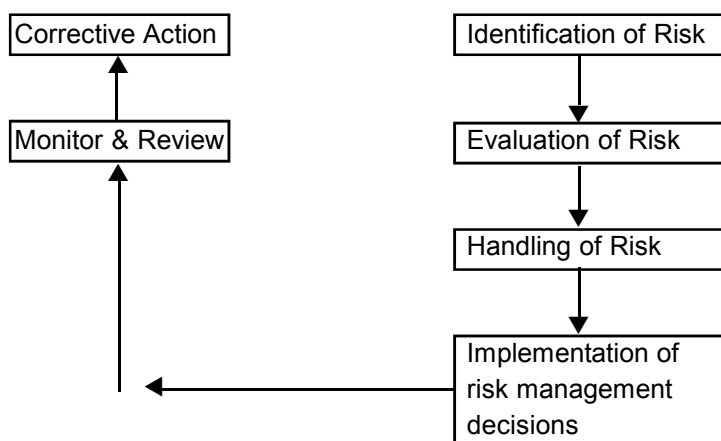 Corrective Action
Identification of Risk
Monitor & Review
Evaluation of Risk
Handling of Risk
Implementation of
risk management
decisions